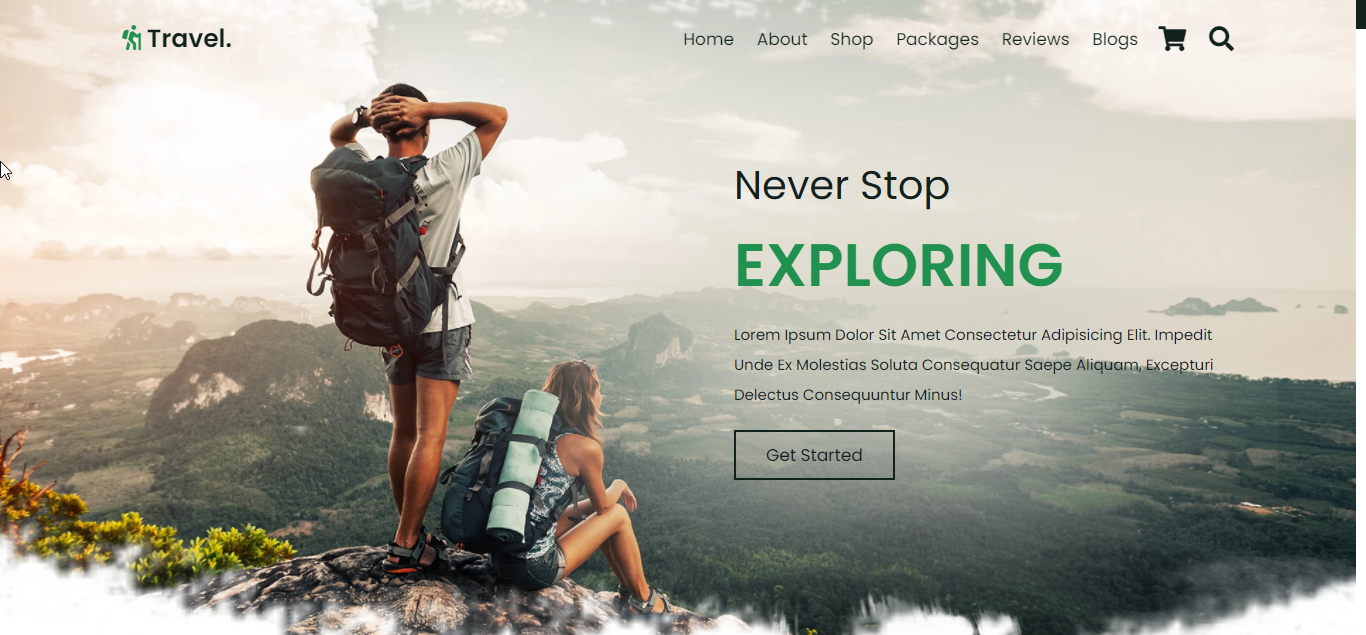 Travel.
Home About Shop Packages Reviews Blogs
Never Stop
EXPLORING
Lorem Ipsum Dolor Sit Amet Consectetur Adipisicing Elit. Impedit
Unde Ex Molestias Soluta Consequatur Saepe Aliquam, Excepturi
Delectus Consequuntur Minus!
Get Started